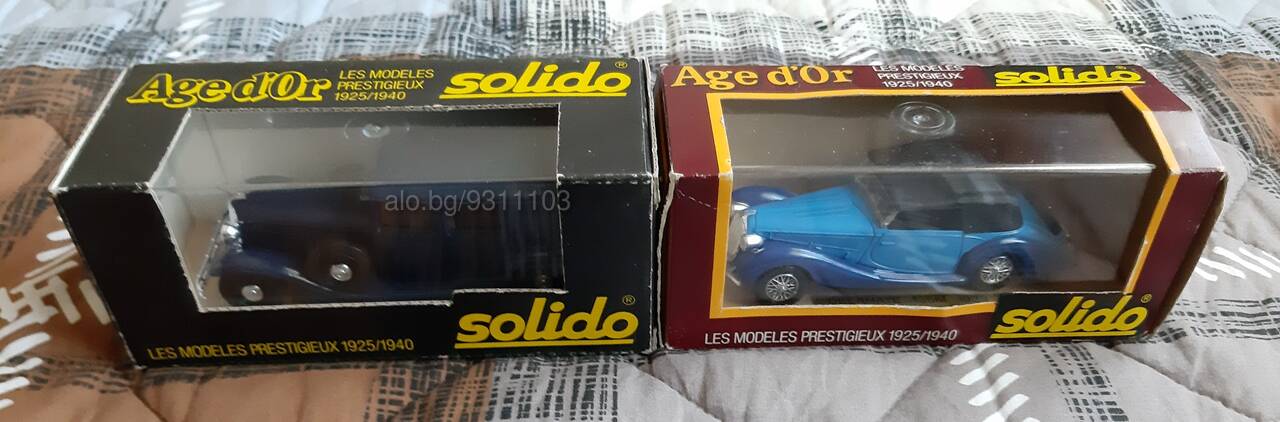 Age d'Or
LES MODELES
PRESTIGIEUX
1925/1940
solido®
alo.bg/9311103
solido®
LES MODELES PRESTIGIEUX 1925/1940
Age d'Or
LES MODELES
PRESTIGIEUX
1925/1940
solido®
solido®
LES MODELES PRESTIGIEUX 1925/1940